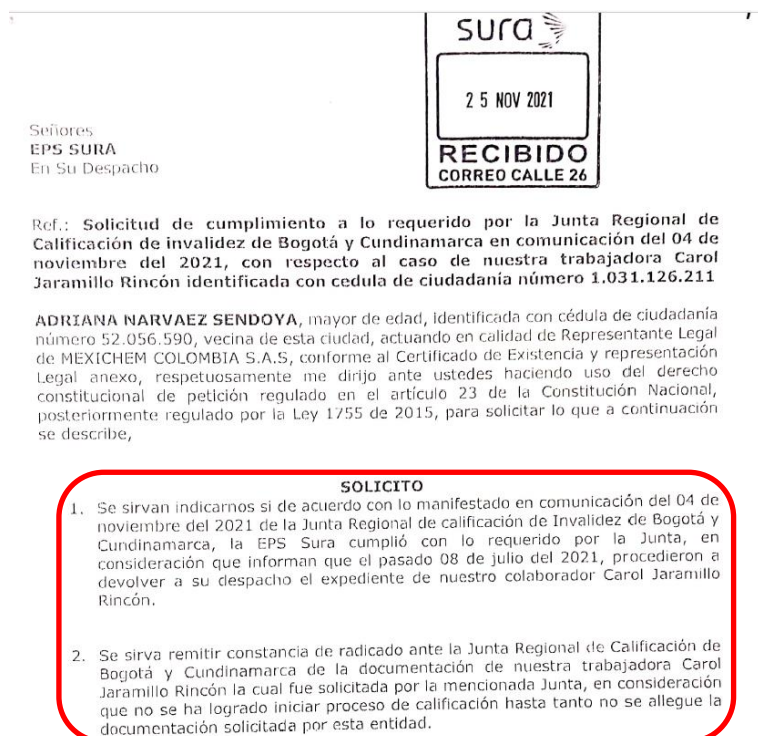 sura
25 NOV 2021
RECIBIDO
CORREO CALLE 26
Señores
EPS SURA
En Su Despacho
Ref.: Solicitud de cumplimiento a lo requerido por la Junta Regional de
Calificación de invalidez de Bogotá y Cundinamarca en comunicación del 04 de
noviembre del 2021, con respecto al caso de nuestra trabajadora Carol
Jaramillo Rincón identificada con cedula de ciudadanía número 1.031.126.211
ADRIANA NARVAEZ SENDOYA, mayor de edad, identificada con cédula de ciudadanía
número 52.056.590, vecina de esta ciudad, actuando en calidad de Representante Legal
de MEXICHEM COLOMBIA S.A.S, conforme al Certificado de Existencia y representación
Legal anexo, respetuosamente me dirijo ante ustedes haciendo uso del derecho
constitucional de petición regulado en el artículo 23 de la Constitución Nacional,
posteriormente regulado por la Ley 1755 de 2015, para solicitar lo que a continuación
se describe,
SOLICITO
1. Se sirvan indicarnos si de acuerdo con lo manifestado en comunicación del 04 de
noviembre del 2021 de la Junta Regional de calificación de Invalidez de Bogotá y
Cundinamarca, la EPS Sura cumplió con lo requerido por la Junta, en
consideración que informan que el pasado 08 de julio del 2021, procedieron a
devolver a su despacho el expediente de nuestro colaborador Carol Jaramillo
Rincón.
2. Se sirva remitir constancia de radicado ante la Junta Regional de Calificación de
Bogotá y Cundinamarca de la documentación de nuestra trabajadora Carol
Jaramillo Rincón la cual fue solicitada por la mencionada Junta, en consideración
que no se ha logrado iniciar proceso de calificación hasta tanto no se allegue la
documentación solicitada por esta entidad.